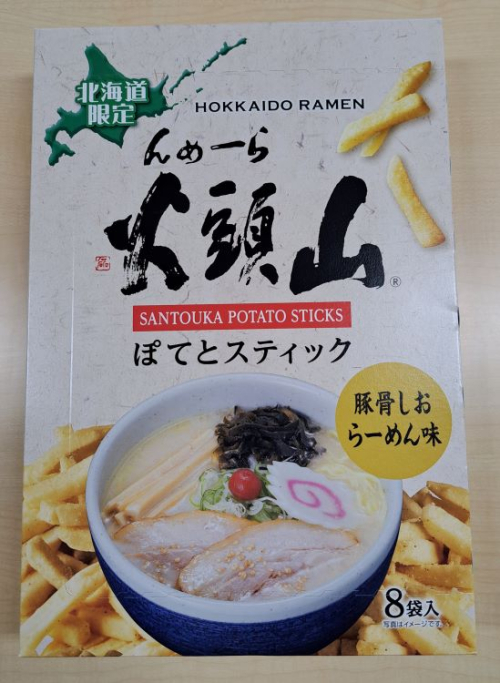 北海道
限定
HOKKAIDO RAMEN
んめーら
火頭山
®
SANTOUKA POTATO STICKS
ぽてとスティック
豚骨しお
らーめん味
8袋入
写真はイメージです